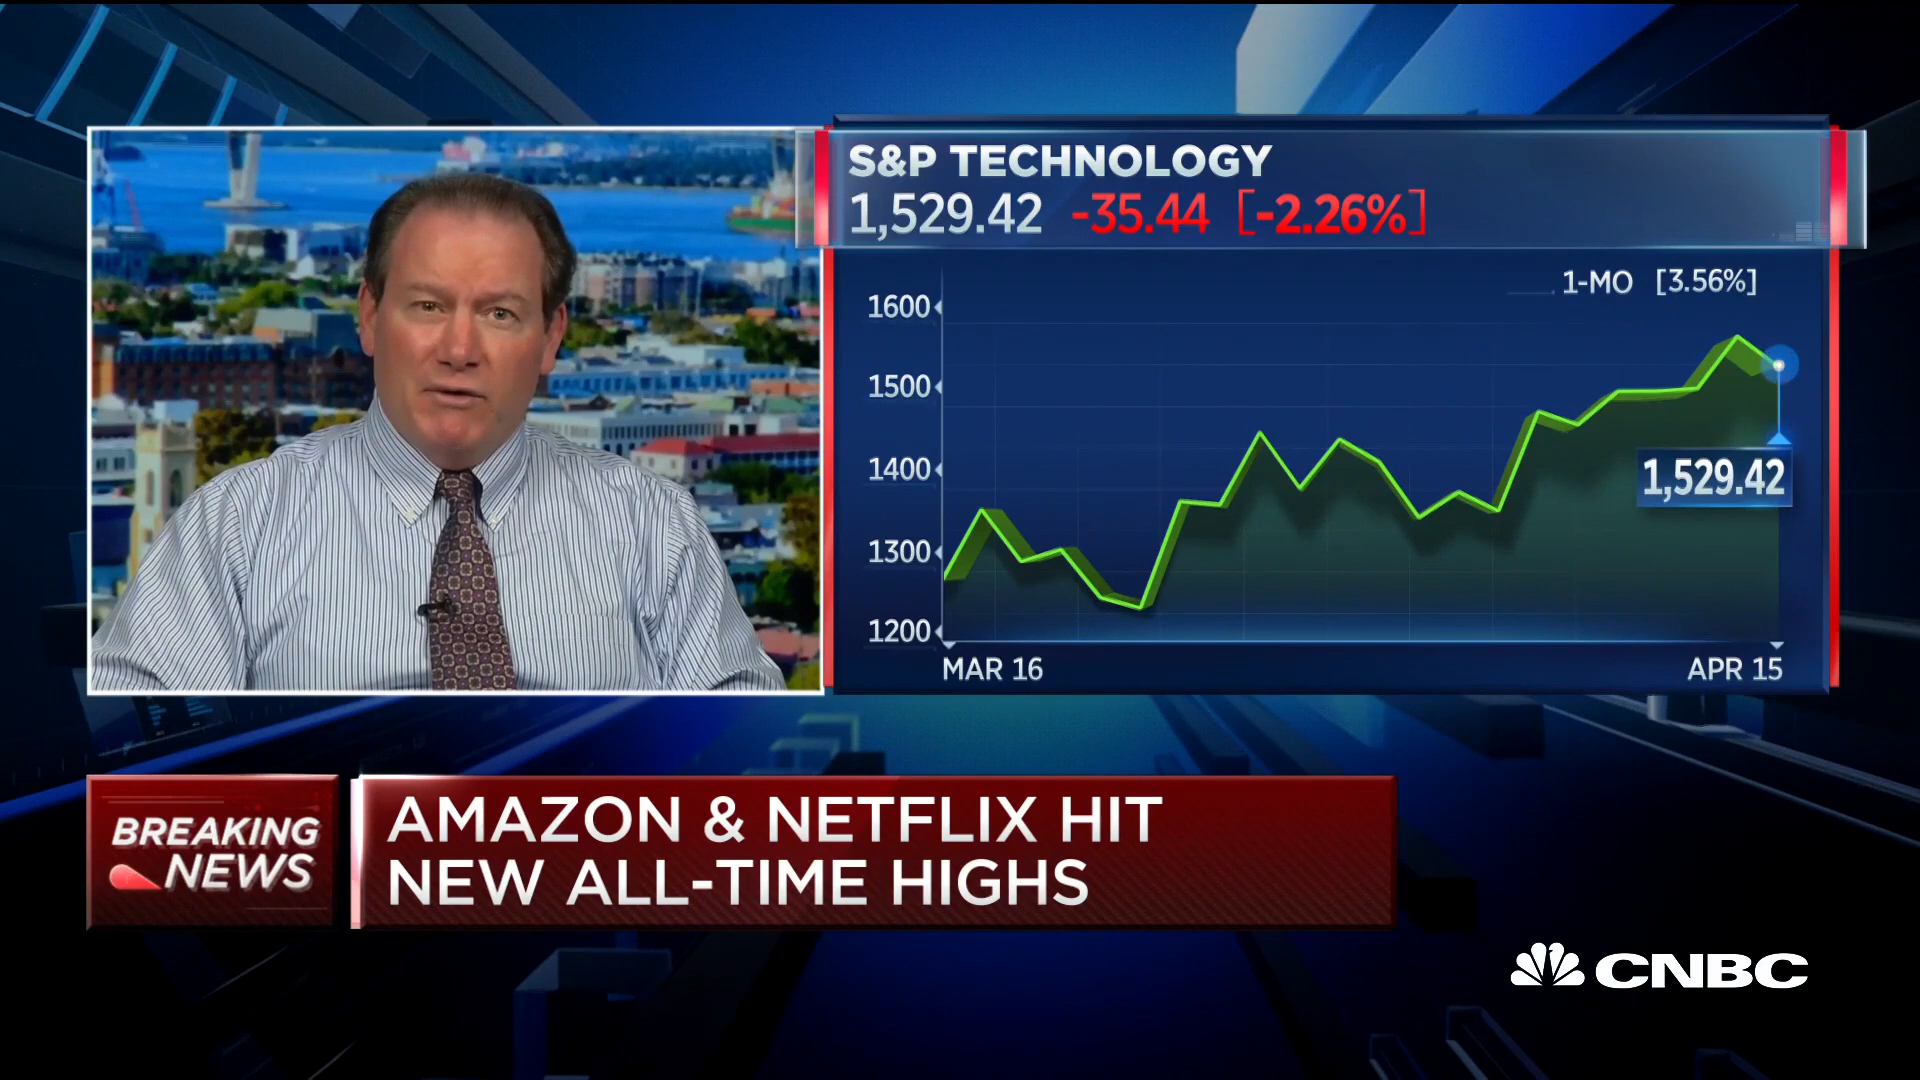 S&P TECHNOLOGY
1,529.42 -35.44 [-2.26%]
1-MO [3.56%]
1600
1500
1400
1300
1200
1,529.42
MAR 16 APR 15
BREAKING
NEWS
AMAZON & NETFLIX HIT
NEW ALL-TIME HIGHS
CNBC